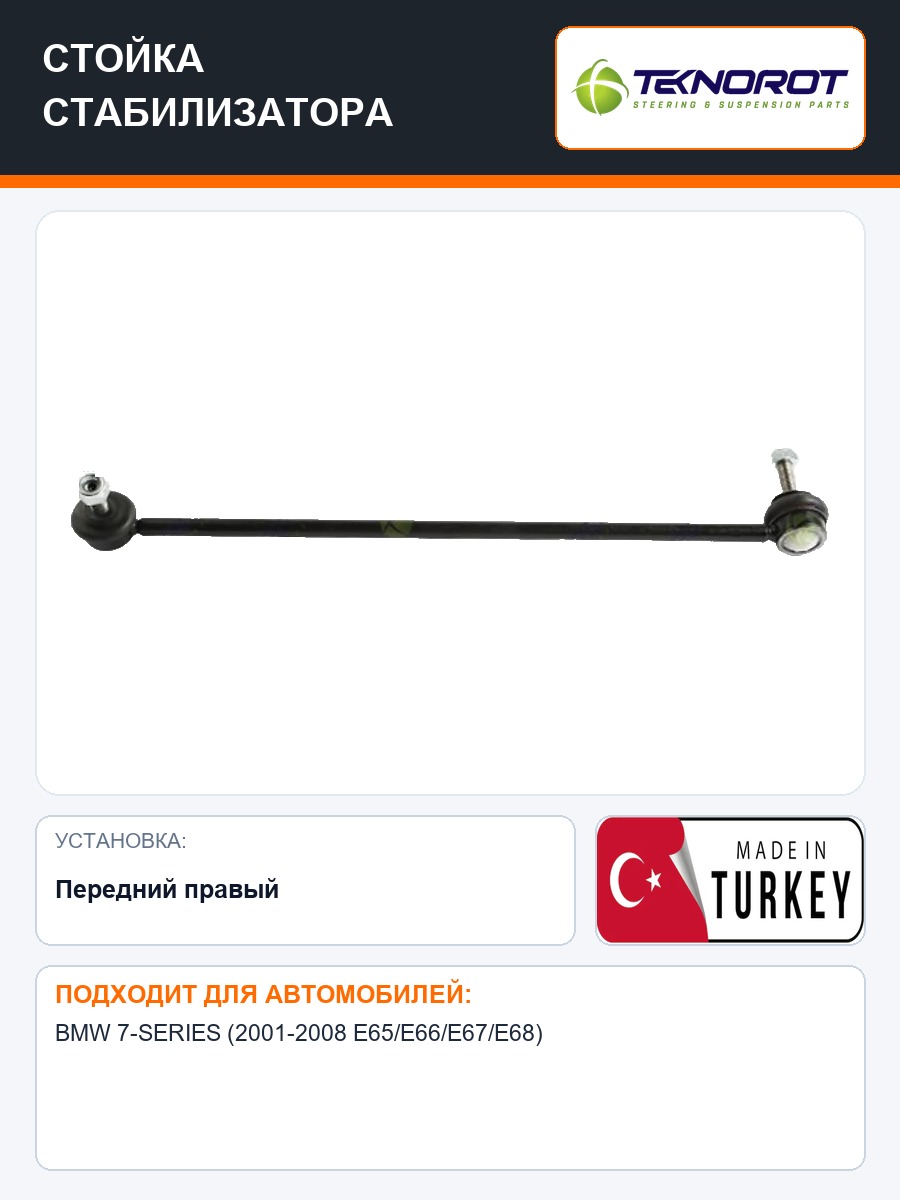 СТОЙКА
СТАБИЛИЗАТОРА
TEKNOROT
STEERING & SUSPENSION PARTS
УСТАНОВКА:
Передний правый
MADE IN
TURKEY
ПОДХОДИТ ДЛЯ АВТОМОБИЛЕЙ:
BMW 7-SERIES (2001-2008 E65/E66/E67/E68)